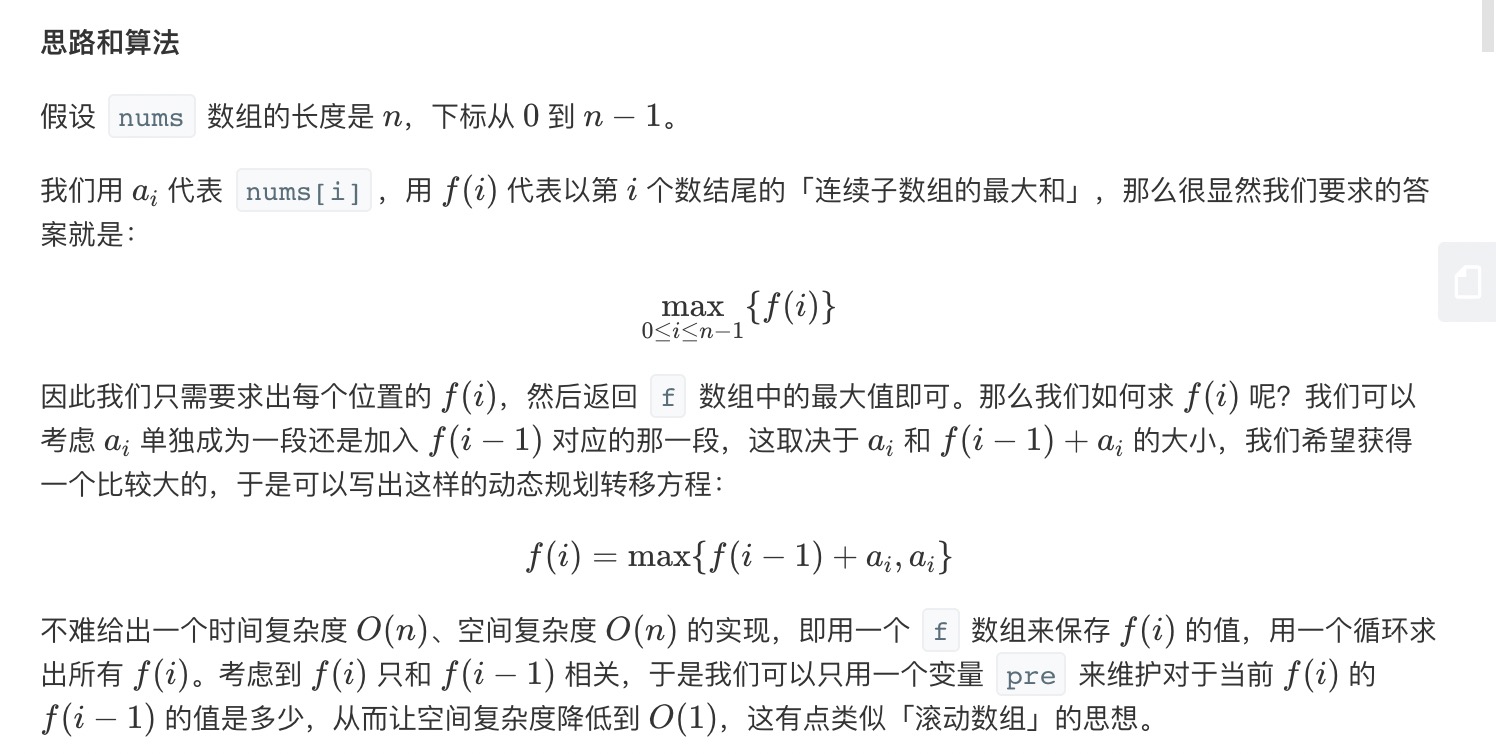 思路和算法
假设 nums 数组的长度是 n，下标从 0 到 n − 1。
我们用 aᵢ 代表 nums[i]，用 f(i) 代表以第 i 个数结尾的「连续子数组的最大和」，那么很显然我们要求的答
案就是：
max {f(i)}
0≤i≤n−1
因此我们只需要求出每个位置的 f(i)，然后返回 f 数组中的最大值即可。那么我们如何求 f(i) 呢？我们可以
考虑 aᵢ 单独成为一段还是加入 f(i − 1) 对应的那一段，这取决于 aᵢ 和 f(i − 1) + aᵢ 的大小，我们希望获得
一个比较大的，于是可以写出这样的动态规划转移方程：
f(i) = max{f(i − 1) + aᵢ, aᵢ}
不难给出一个时间复杂度 O(n)、空间复杂度 O(n) 的实现，即用一个 f 数组来保存 f(i) 的值，用一个循环求
出所有 f(i)。考虑到 f(i) 只和 f(i − 1) 相关，于是我们可以只用一个变量 pre 来维护对于当前 f(i) 的
f(i − 1) 的值是多少，从而让空间复杂度降低到 O(1)，这有点类似「滚动数组」的思想。